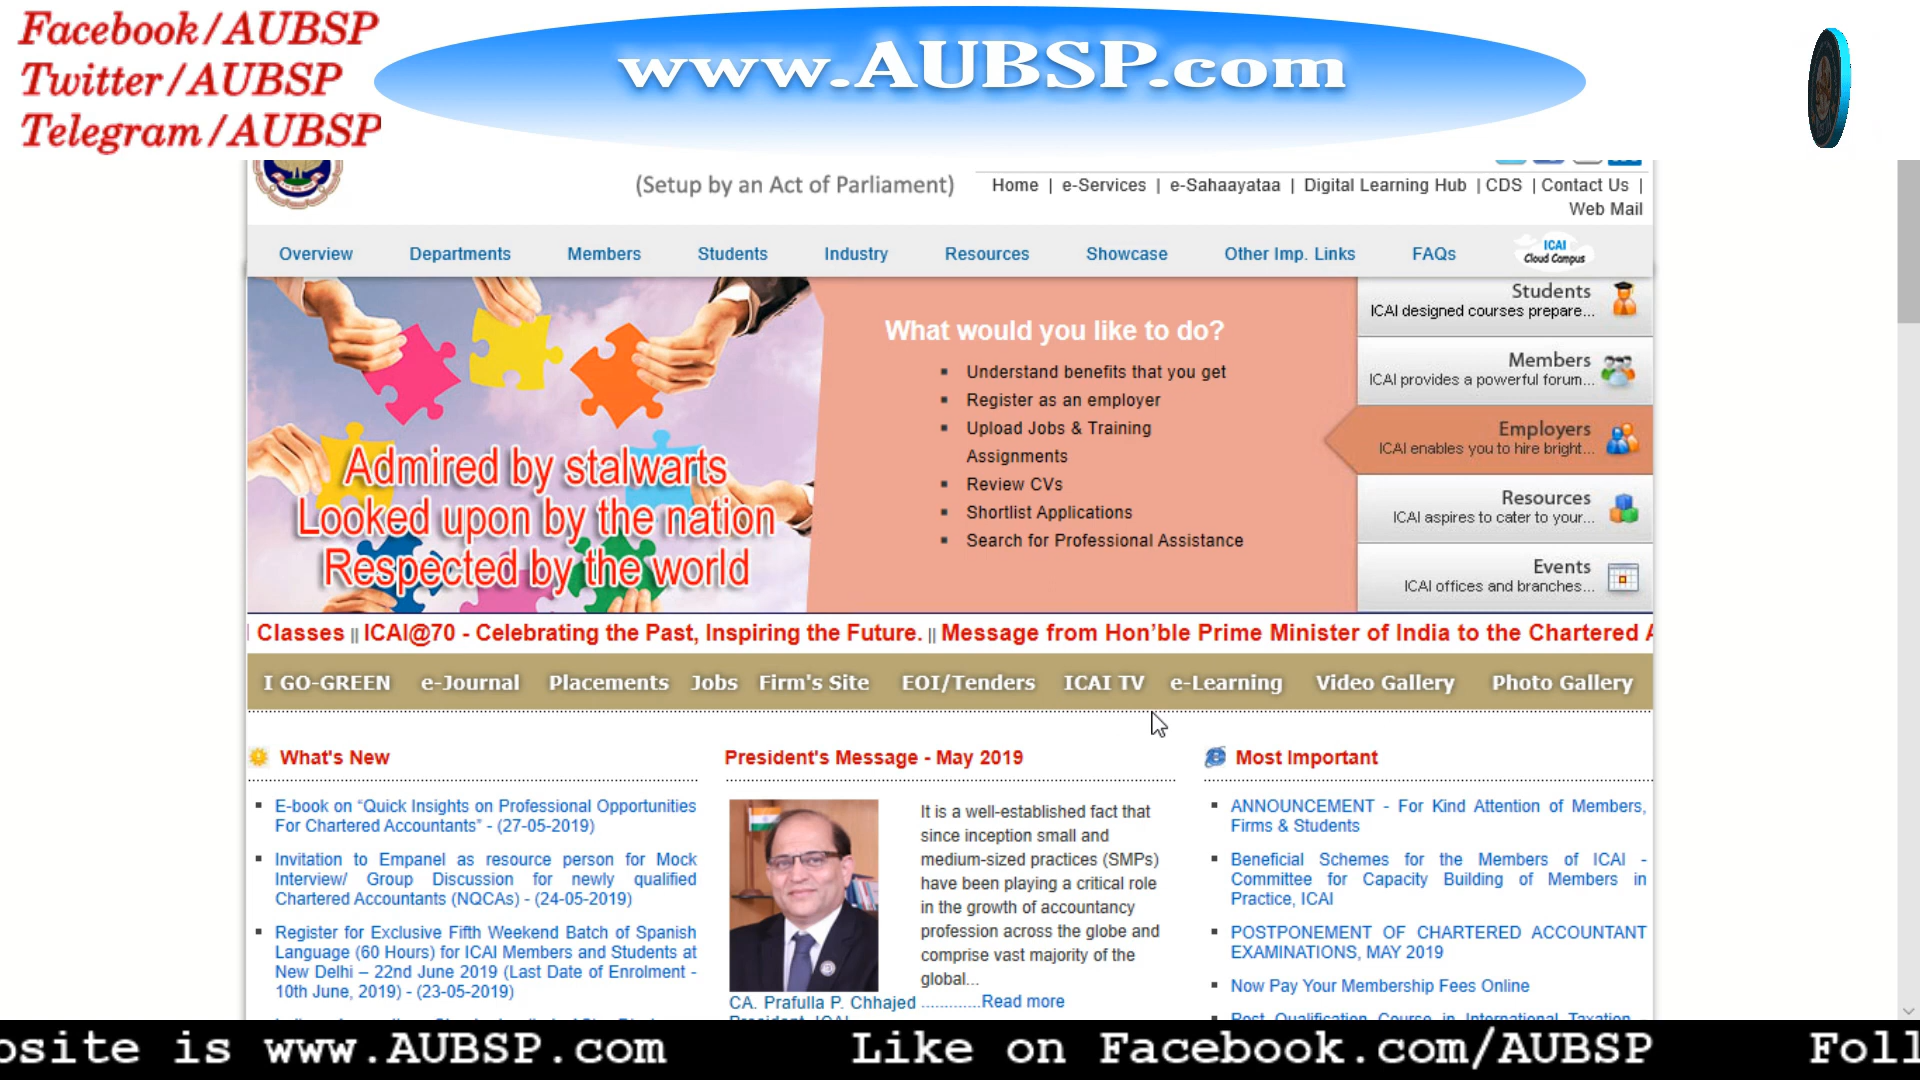 Facebook/AUBSP
Twitter/AUBSP
Telegram/AUBSP
www.AUBSP.com
(Setup by an Act of Parliament)
Home | e-Services | e-Sahaayataa | Digital Learning Hub | CDS | Contact Us |
Web Mail
Overview Departments Members Students Industry Resources Showcase Other Imp. Links FAQs
ICAI
Cloud Campus
Admired by stalwarts
Looked upon by the nation
Respected by the world
What would you like to do?
Understand benefits that you get
Register as an employer
Upload Jobs & Training
Assignments
Review CVs
Shortlist Applications
Search for Professional Assistance
Students
ICAI designed courses prepare...
Members
ICAI provides a powerful forum...
Employers
ICAI enables you to hire bright...
Resources
ICAI aspires to cater to your...
Events
ICAI offices and branches...
Classes || ICAI@70 - Celebrating the Past, Inspiring the Future. || Message from Hon’ble Prime Minister of India to the Chartered
I GO-GREEN e-Journal Placements Jobs Firm's Site EOI/Tenders ICAI TV e-Learning Video Gallery Photo Gallery
What's New
E-book on “Quick Insights on Professional Opportunities
For Chartered Accountants” - (27-05-2019)
Invitation to Empanel as resource person for Mock
Interview/ Group Discussion for newly qualified
Chartered Accountants (NQCAs) - (24-05-2019)
Register for Exclusive Fifth Weekend Batch of Spanish
Language (60 Hours) for ICAI Members and Students at
New Delhi – 22nd June 2019 (Last Date of Enrolment -
10th June, 2019) - (23-05-2019)
President's Message - May 2019
It is a well-established fact that
since inception small and
medium-sized practices (SMPs)
have been playing a critical role
in the growth of accountancy
profession across the globe and
comprise vast majority of the
global...
.............Read more
CA. Prafulla P. Chhajed
President, ICAI
Most Important
ANNOUNCEMENT - For Kind Attention of Members,
Firms & Students
Beneficial Schemes for the Members of ICAI -
Committee for Capacity Building of Members in
Practice, ICAI
POSTPONEMENT OF CHARTERED ACCOUNTANT
EXAMINATIONS, MAY 2019
Now Pay Your Membership Fees Online
Post Qualification Course in International Taxation -
osite is www.AUBSP.com Like on Facebook.com/AUBSP Foll